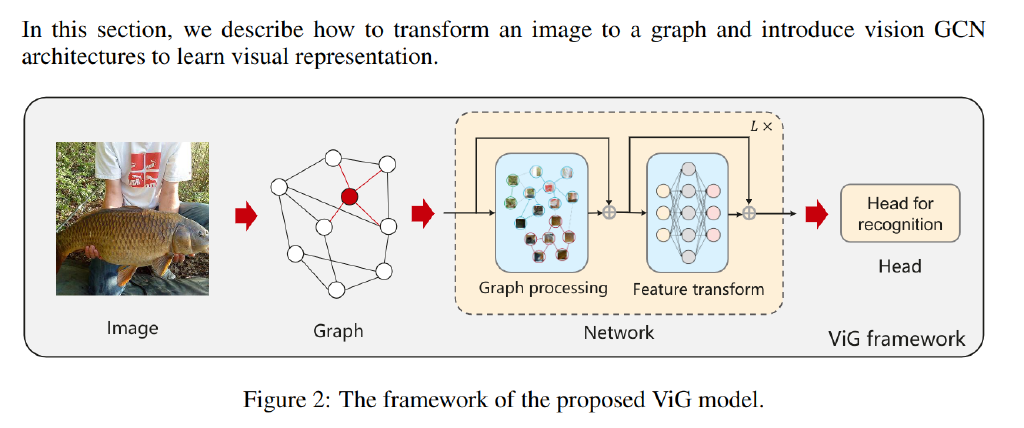 In this section, we describe how to transform an image to a graph and introduce vision GCN
architectures to learn visual representation.
L ×
Head for
recognition
Graph processing
Feature transform
Head
Image
Graph
Network
ViG framework
Figure 2: The framework of the proposed ViG model.